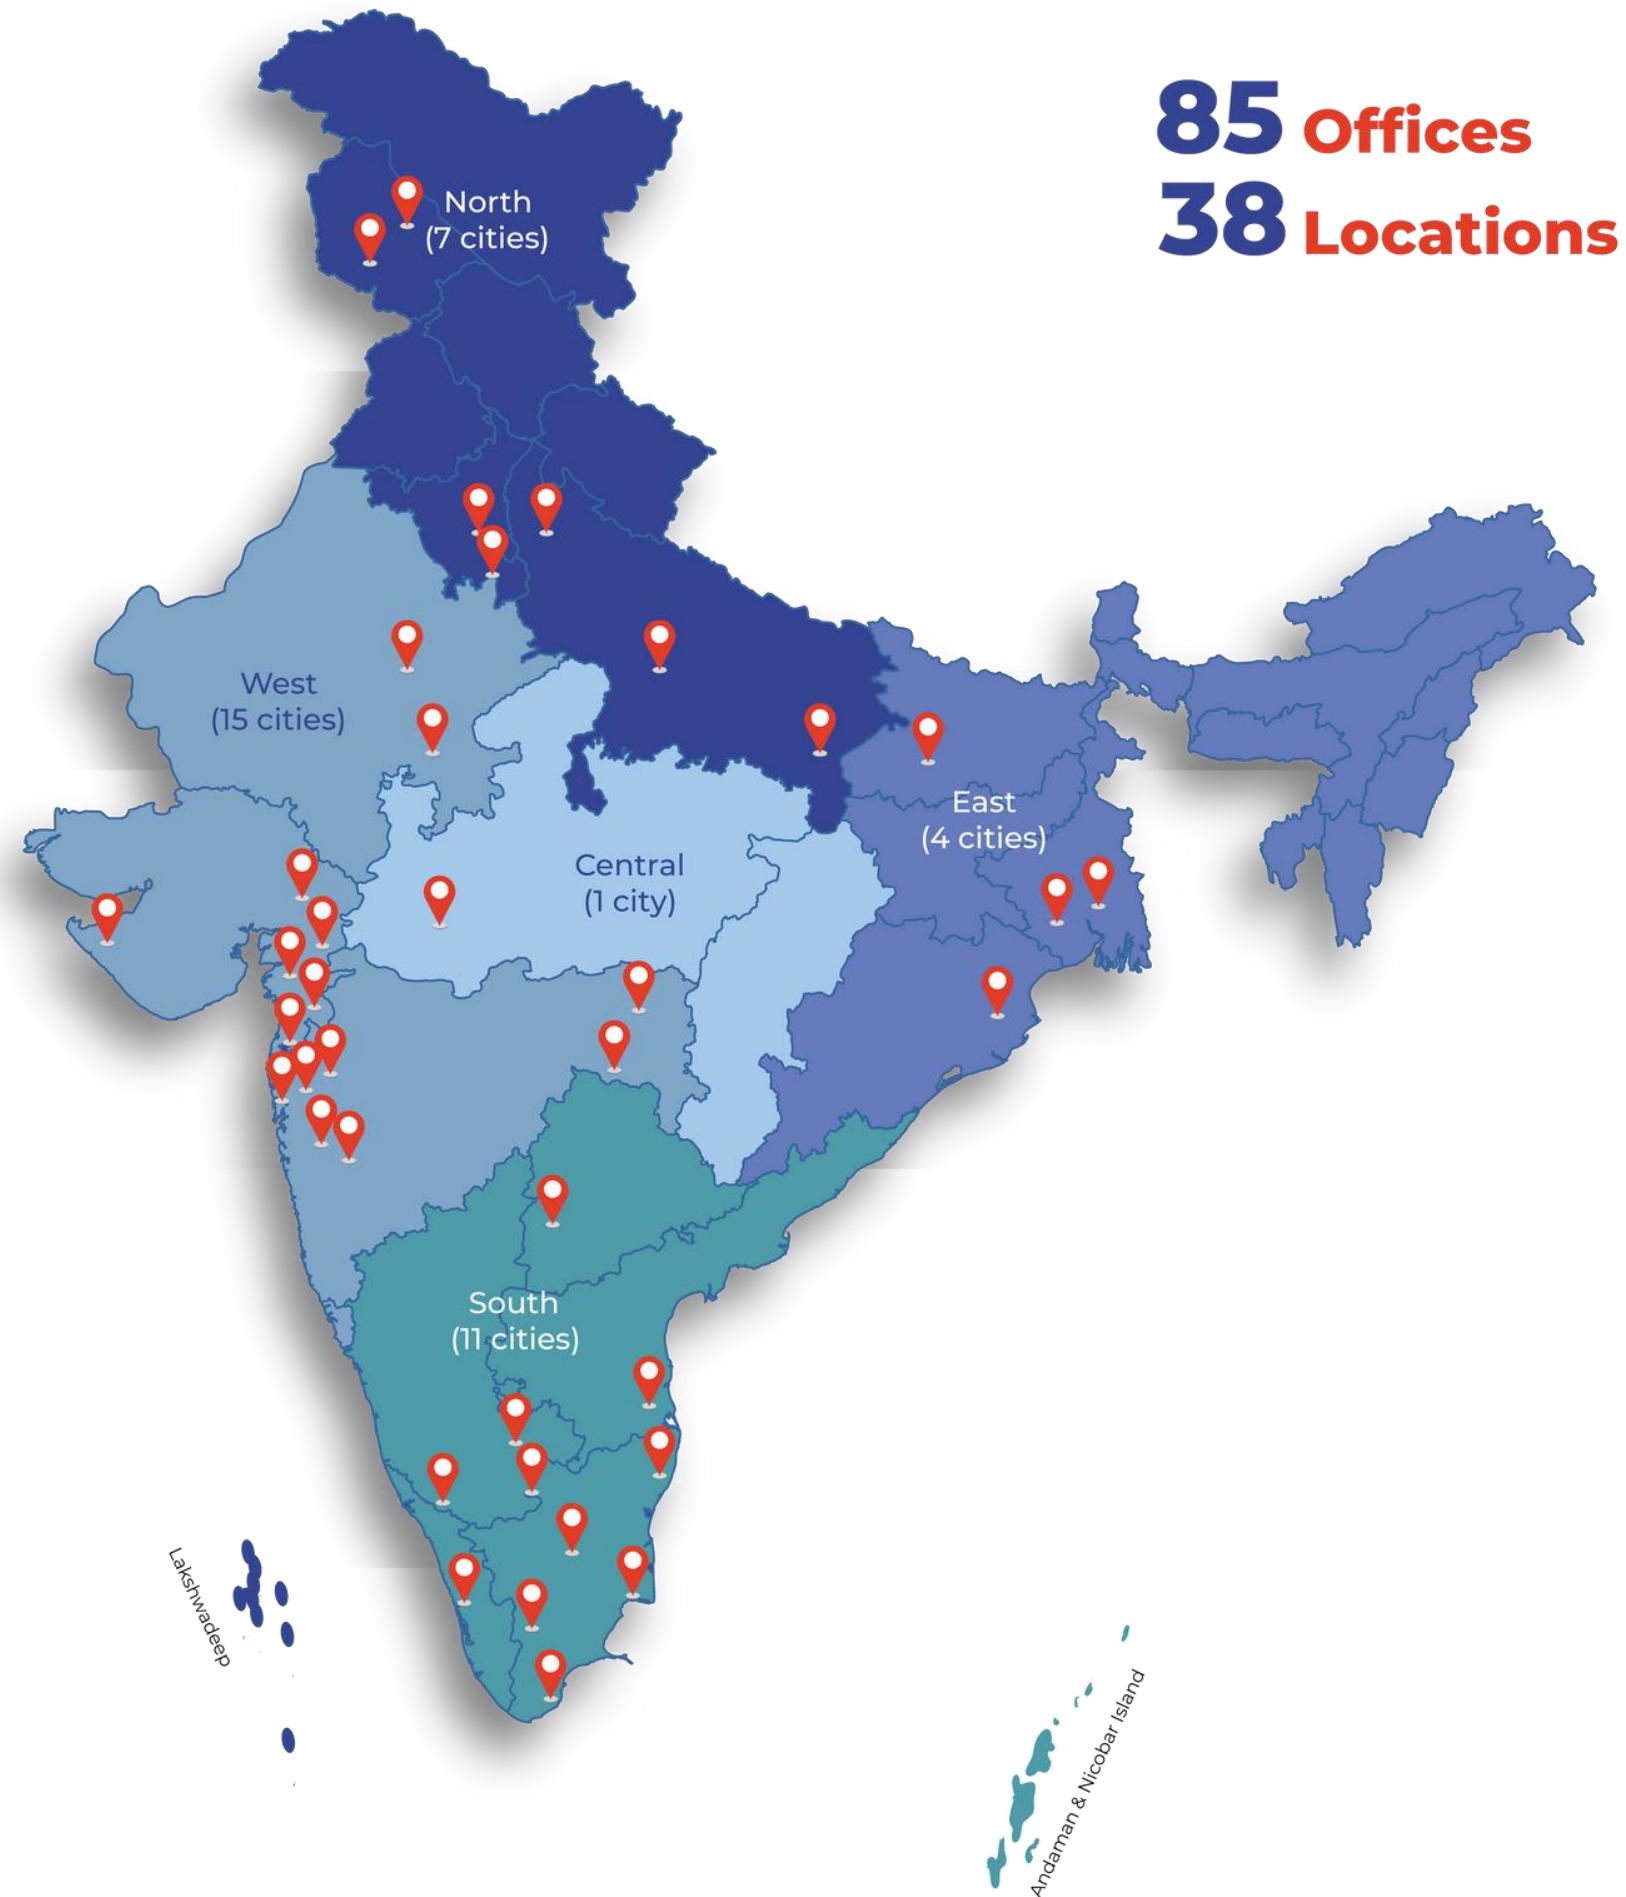 85 Offices
38 Locations
North
(7 cities)
West
(15 cities)
East
(4 cities)
Central
(1 city)
South
(11 cities)
Lakshwadeep
Andaman & Nicobar Island